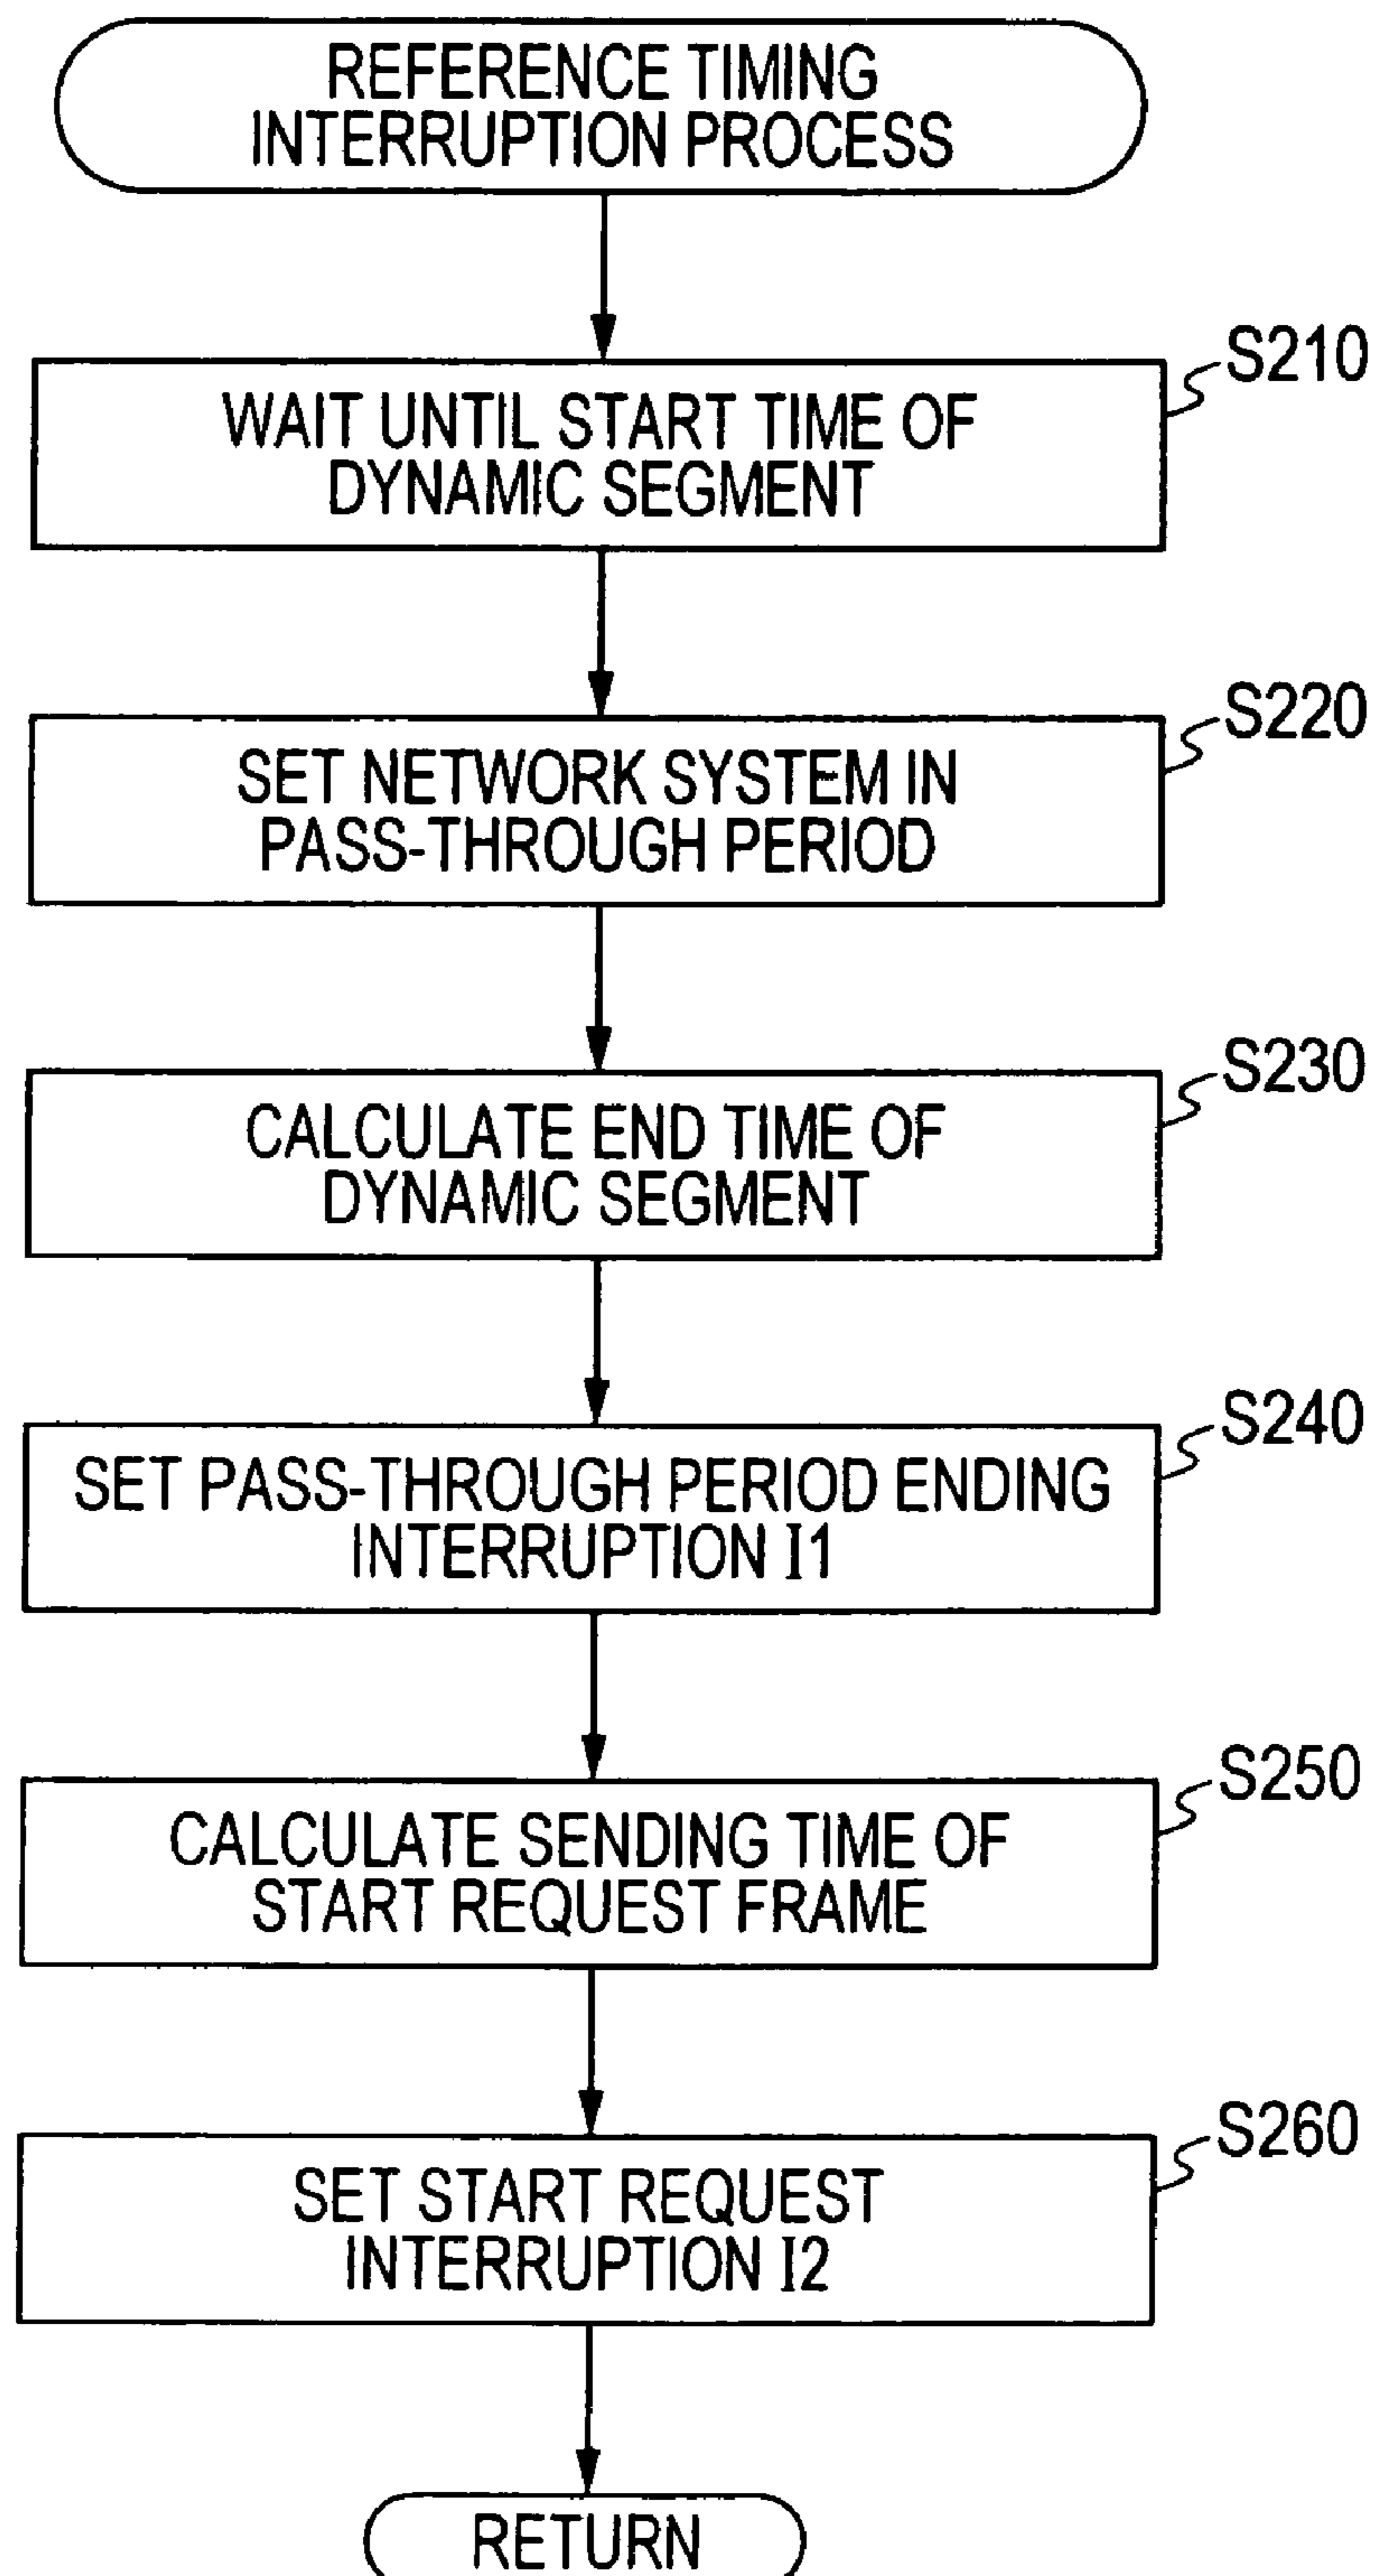 REFERENCE TIMING
INTERRUPTION PROCESS
S210
WAIT UNTIL START TIME OF
DYNAMIC SEGMENT
S220
SET NETWORK SYSTEM IN
PASS-THROUGH PERIOD
S230
CALCULATE END TIME OF
DYNAMIC SEGMENT
S240
SET PASS-THROUGH PERIOD ENDING
INTERRUPTION I1
S250
CALCULATE SENDING TIME OF
START REQUEST FRAME
S260
SET START REQUEST
INTERRUPTION I2
RETURN